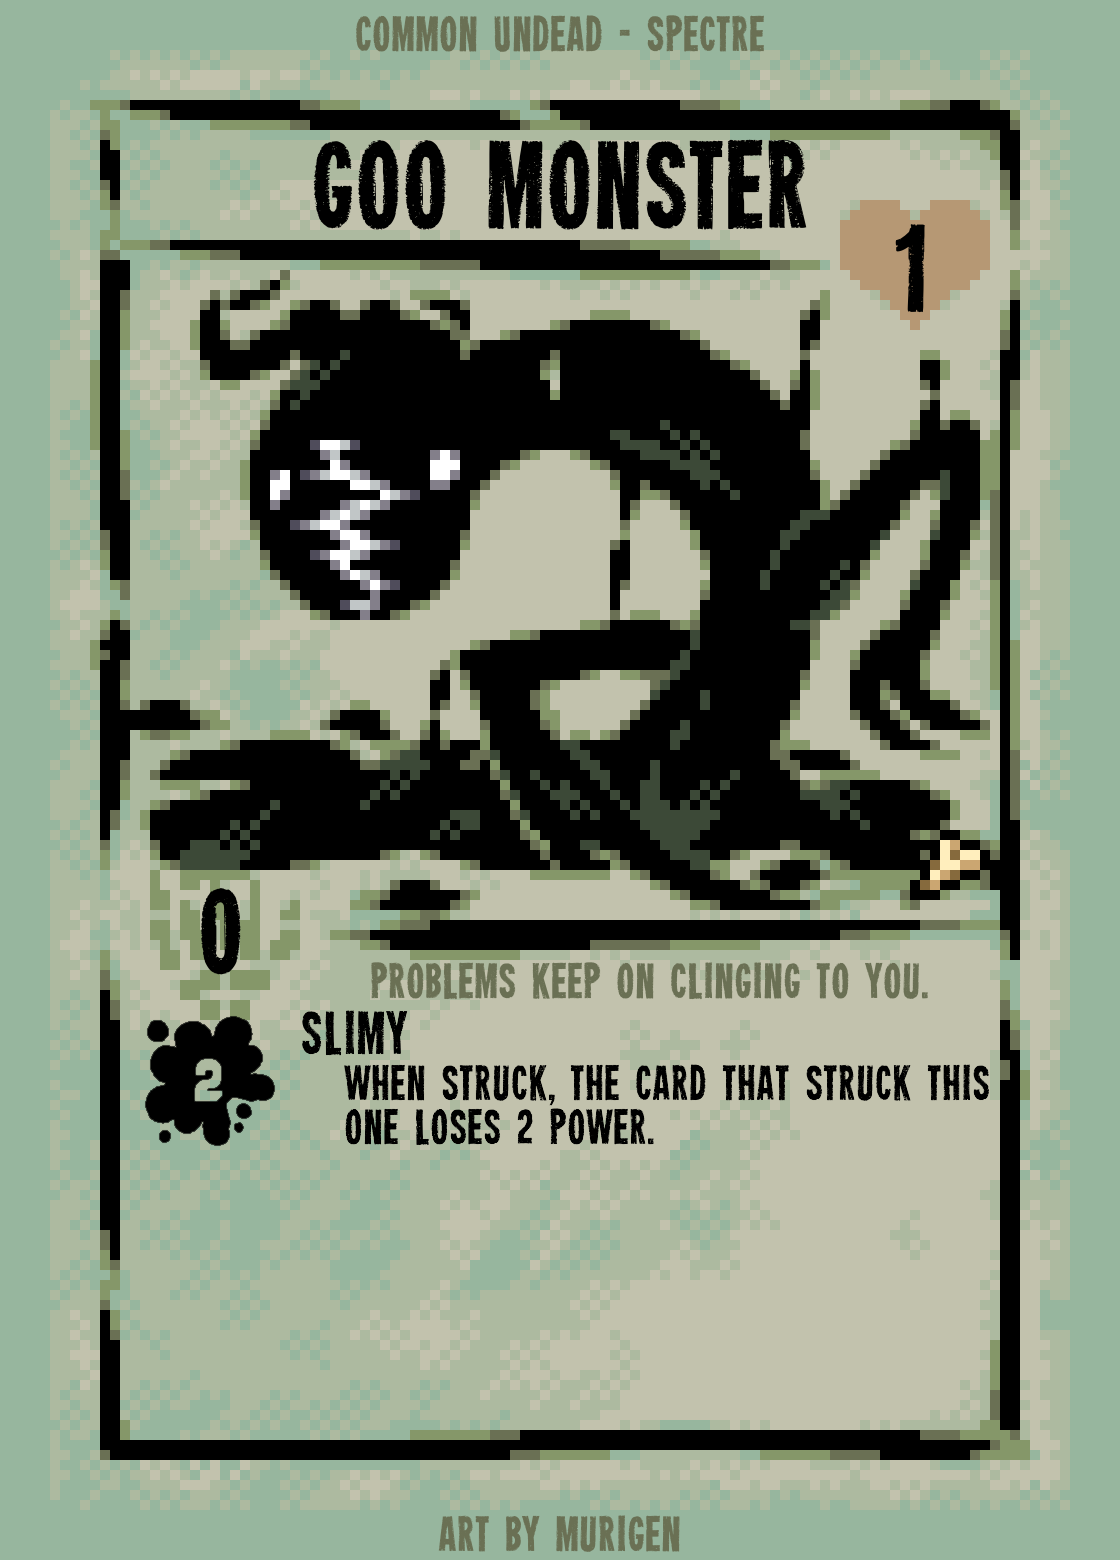 COMMON UNDEAD - SPECTRE
GOO MONSTER
1
0
PROBLEMS KEEP ON CLINGING TO YOU.
SLIMY
2
WHEN STRUCK, THE CARD THAT STRUCK THIS
ONE LOSES 2 POWER.
ART BY MURIGEN